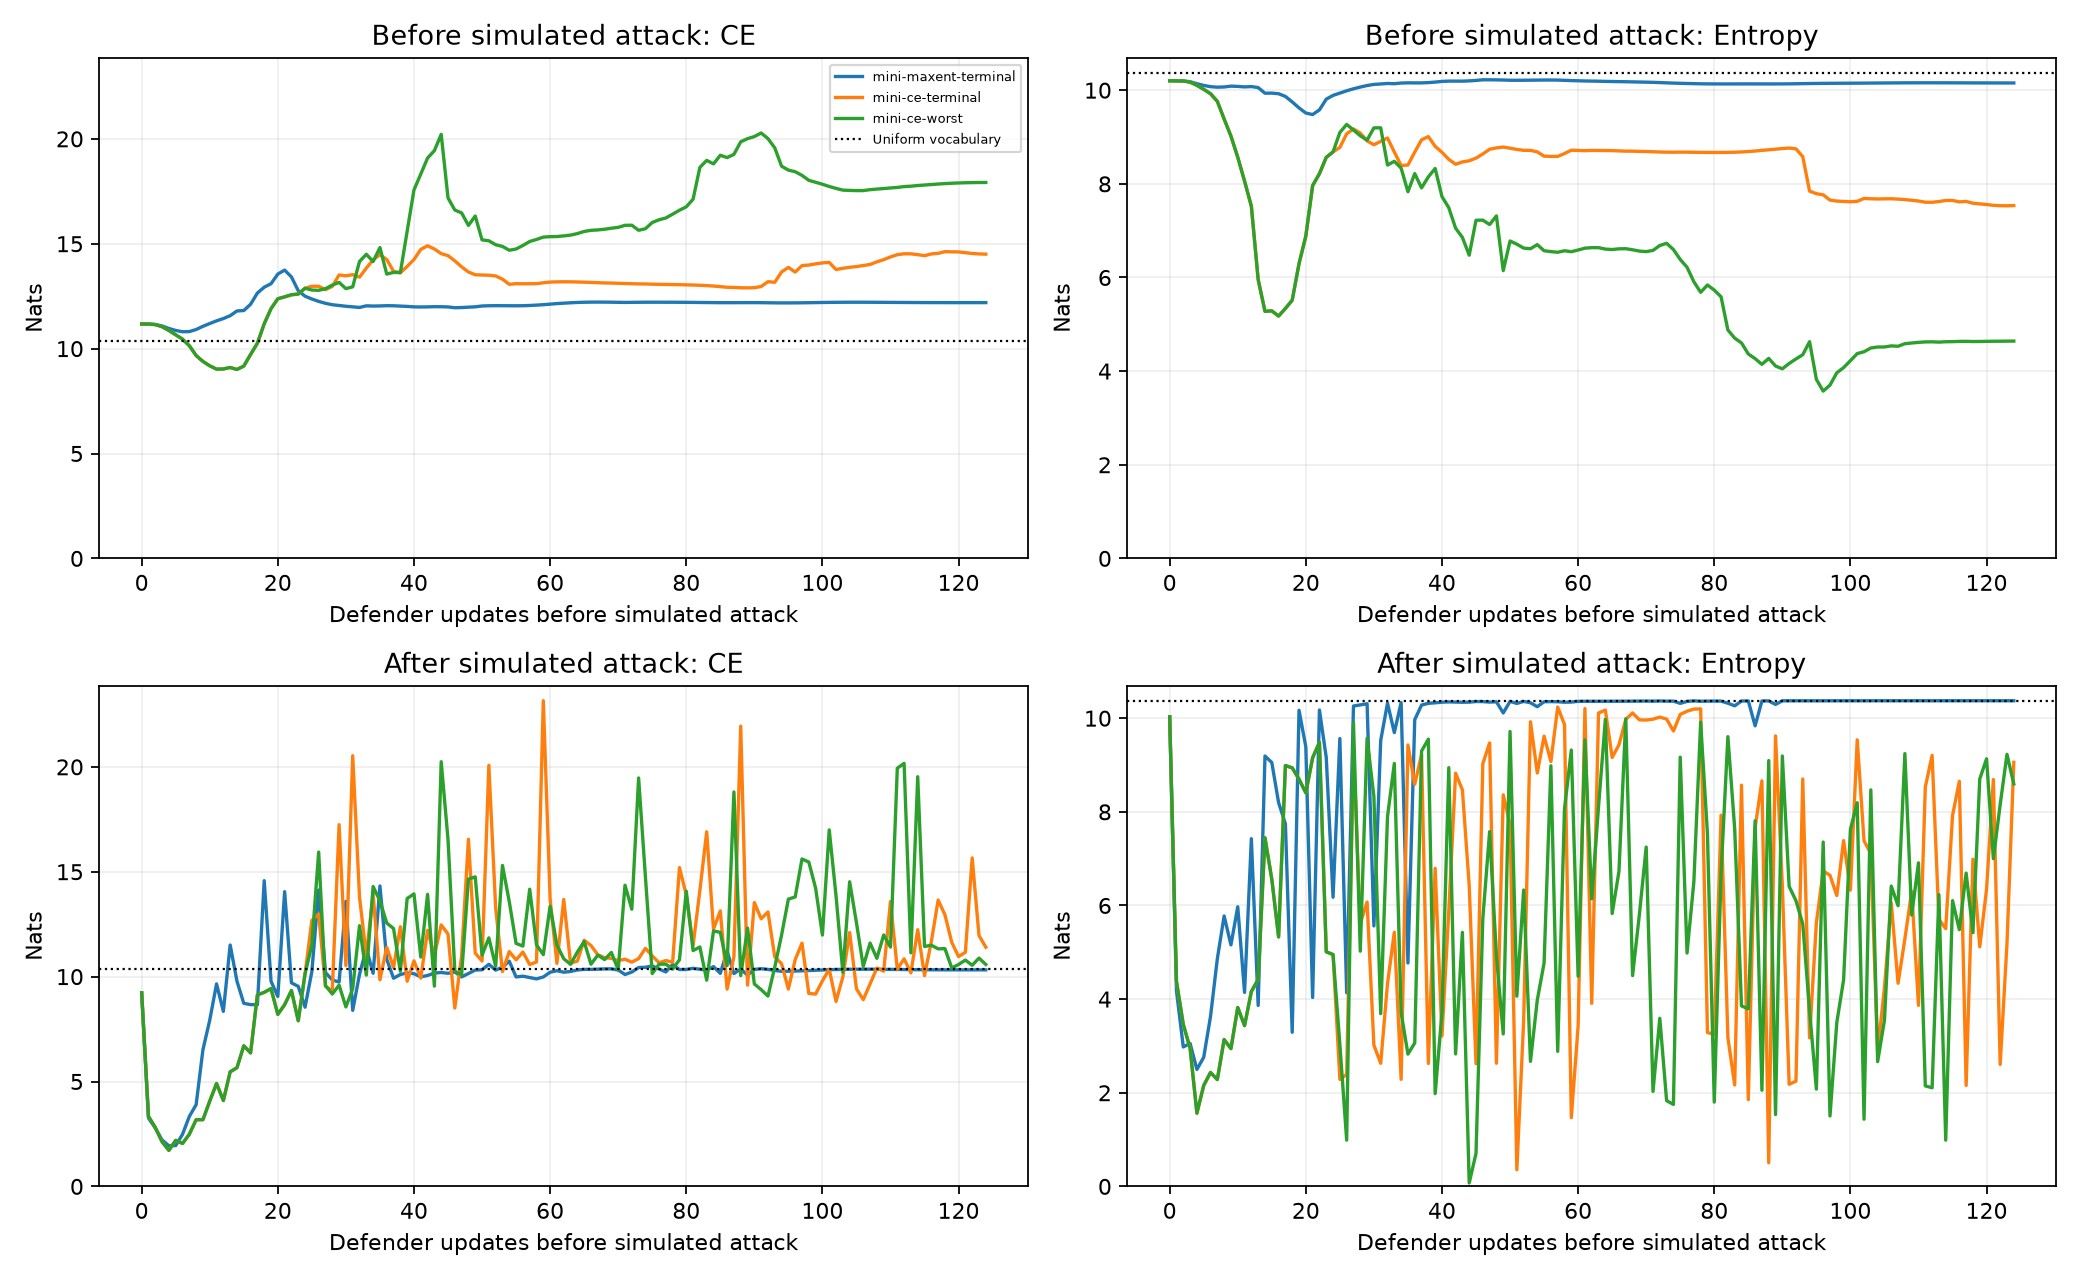 Before simulated attack: CE
Nats
20
15
10
5
0
0 20 40 60 80 100 120
Defender updates before simulated attack
mini-maxent-terminal
mini-ce-terminal
mini-ce-worst
Uniform vocabulary
Before simulated attack: Entropy
Nats
10
8
6
4
2
0
0 20 40 60 80 100 120
Defender updates before simulated attack
After simulated attack: CE
Nats
20
15
10
5
0
0 20 40 60 80 100 120
Defender updates before simulated attack
After simulated attack: Entropy
Nats
10
8
6
4
2
0
0 20 40 60 80 100 120
Defender updates before simulated attack